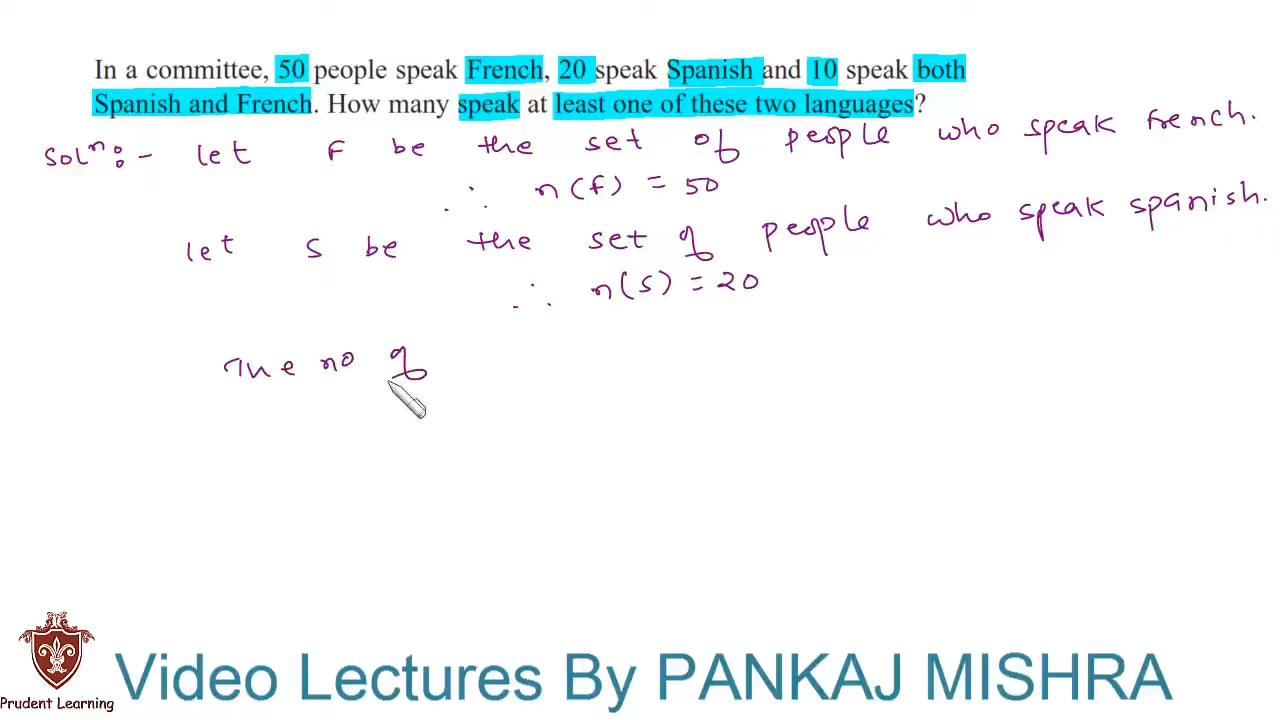 In a committee, 50 people speak French, 20 speak Spanish and 10 speak both
Spanish and French. How many speak at least one of these two languages?
Solⁿ:- let F be the set of people who speak french.
∴ n(f) = 50
let S be the set of people who speak spanish.
∴ n(S) = 20
The no of
Prudent Learning
Video Lectures By PANKAJ MISHRA